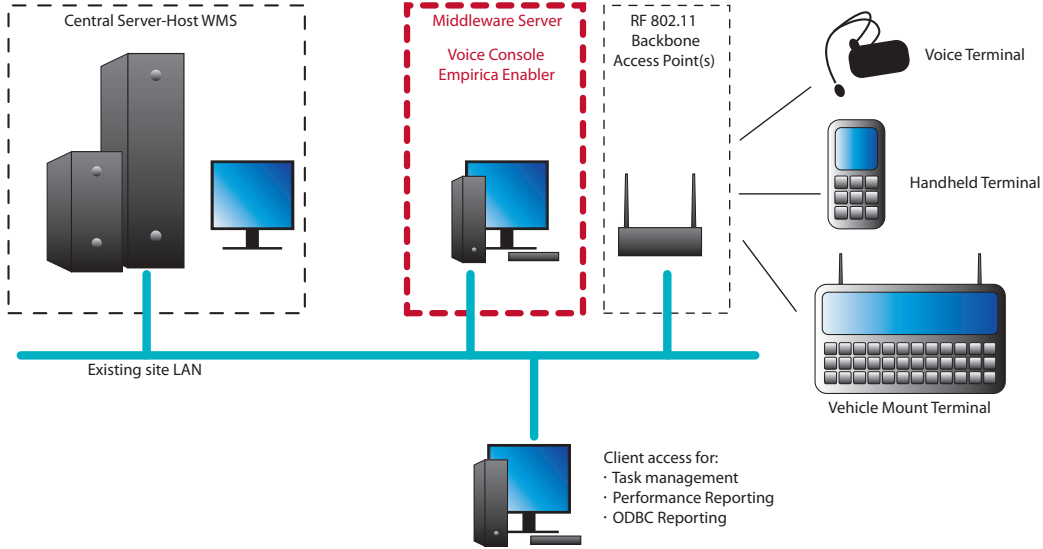 Central Server-Host WMS
Middleware Server
Voice Console
Empirica Enabler
RF 802.11
Backbone
Access Point(s)
Voice Terminal
Handheld Terminal
Vehicle Mount Terminal
Existing site LAN
Client access for:
· Task management
· Performance Reporting
· ODBC Reporting